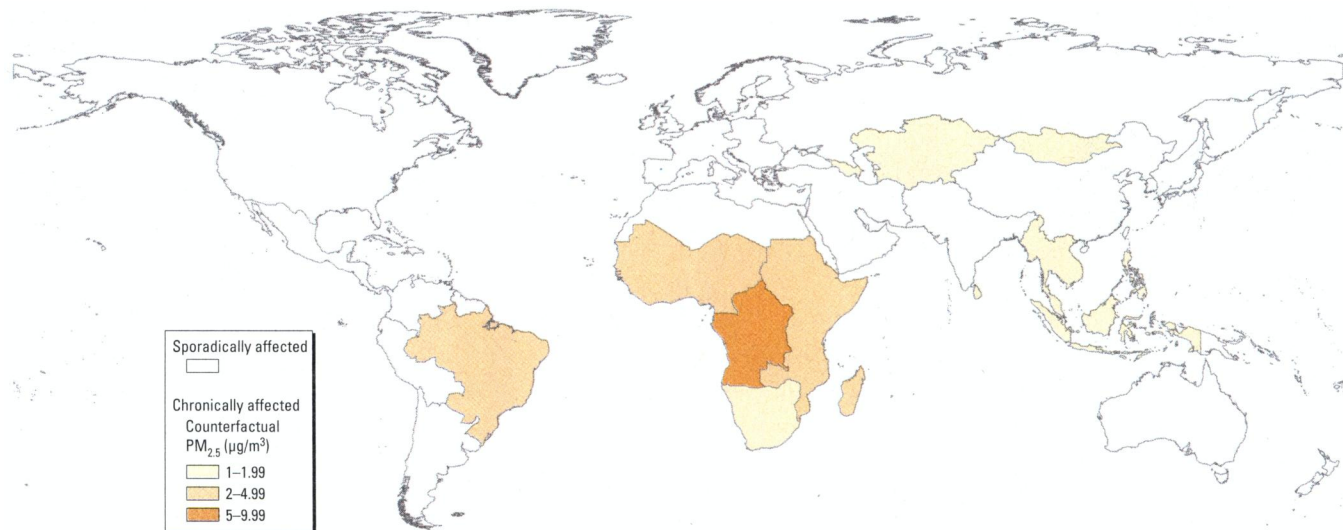 Sporadically affected
Chronically affected
Counterfactual
PM2.5 (µg/m³)
1–1.99
2–4.99
5–9.99